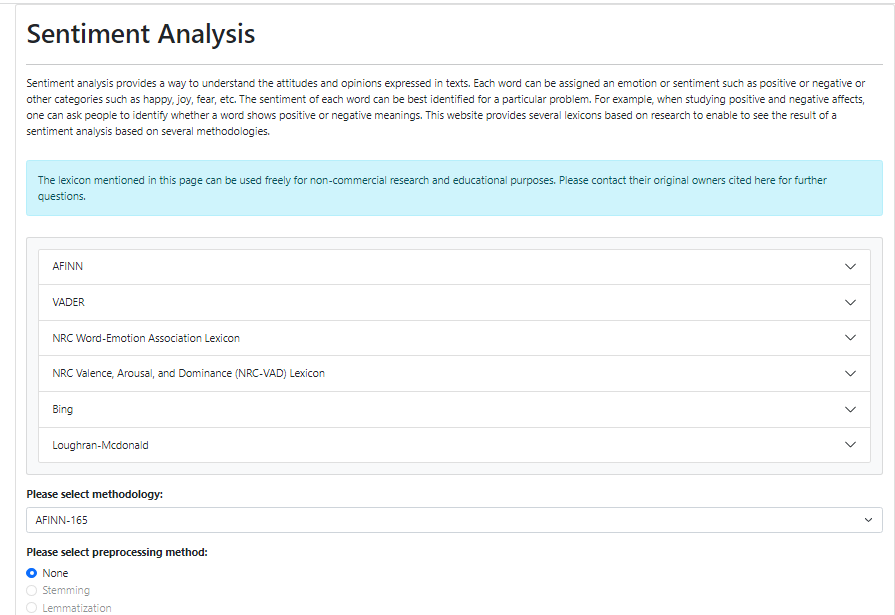 Sentiment Analysis
Sentiment analysis provides a way to understand the attitudes and opinions expressed in texts. Each word can be assigned an emotion or sentiment such as positive or negative or
other categories such as happy, joy, fear, etc. The sentiment of each word can be best identified for a particular problem. For example, when studying positive and negative affects,
one can ask people to identify whether a word shows positive or negative meanings. This website provides several lexicons based on research to enable to see the result of a
sentiment analysis based on several methodologies.
The lexicon mentioned in this page can be used freely for non-commercial research and educational purposes. Please contact their original owners cited here for further
questions.
AFINN
VADER
NRC Word-Emotion Association Lexicon
NRC Valence, Arousal, and Dominance (NRC-VAD) Lexicon
Bing
Loughran-Mcdonald
Please select methodology:
AFINN-165
Please select preprocessing method:
None
Stemming
Lemmatization